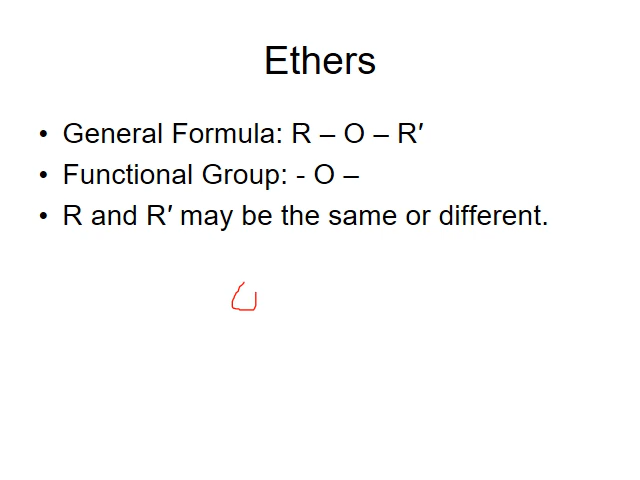 Ethers
• General Formula: R – O – R′
• Functional Group: - O –
• R and R′ may be the same or different.